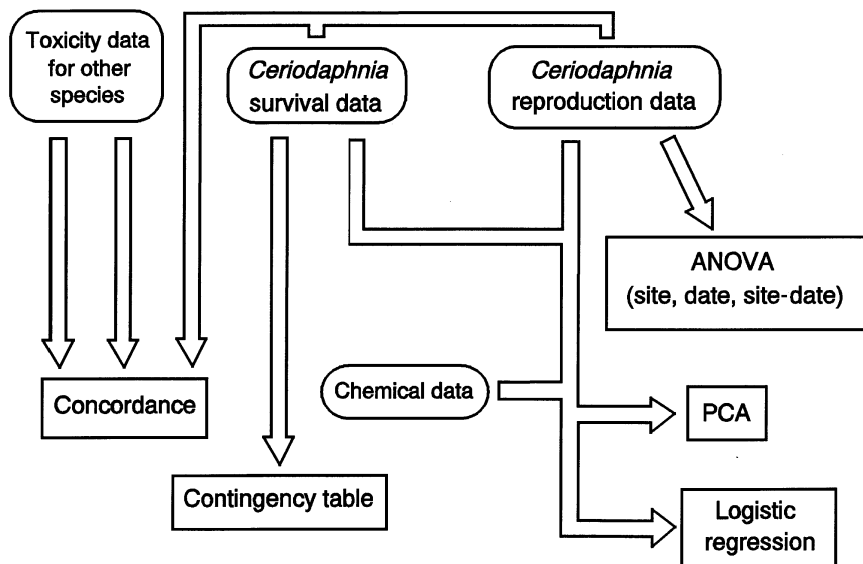 Toxicity data
for other
species
Ceriodaphnia
survival data
Ceriodaphnia
reproduction data
ANOVA
(site, date, site-date)
Concordance
Chemical data
PCA
Contingency table
Logistic
regression